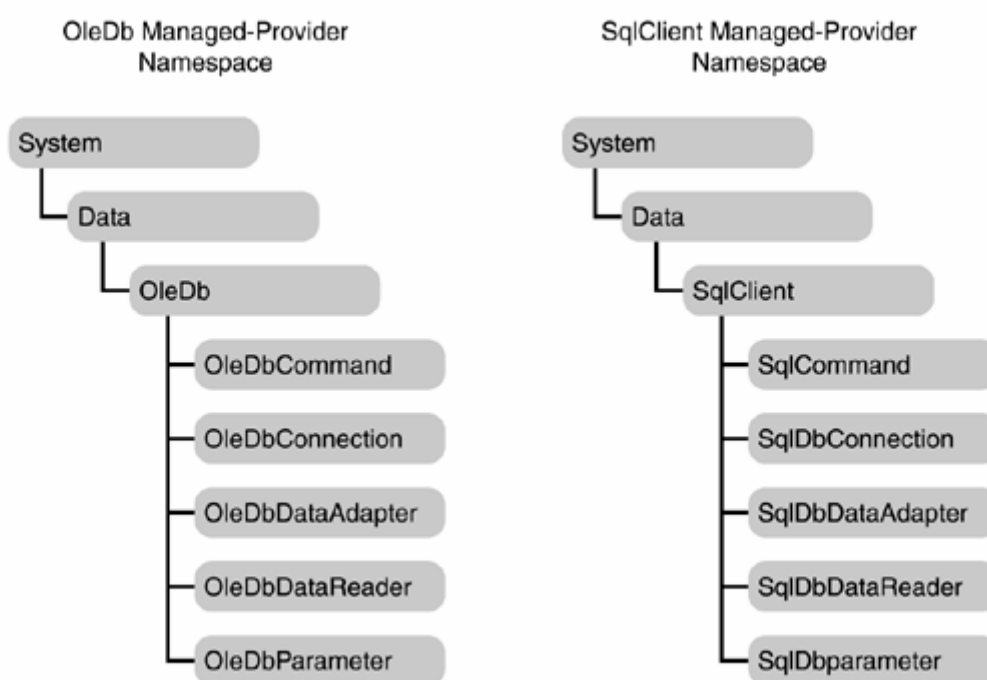 OleDb Managed-Provider
Namespace
System
Data
OleDb
OleDbCommand
OleDbConnection
OleDbDataAdapter
OleDbDataReader
OleDbParameter
SqlClient Managed-Provider
Namespace
System
Data
SqlClient
SqlCommand
SqlDbConnection
SqlDbDataAdapter
SqlDbDataReader
SqlDbparameter